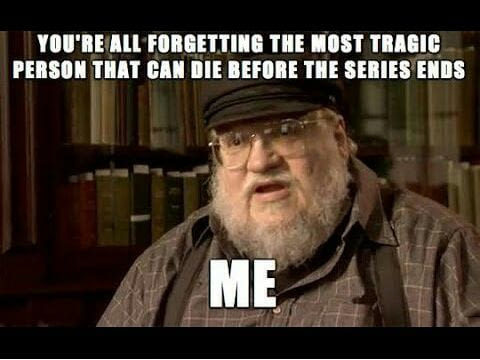 YOU'RE ALL FORGETTING THE MOST TRAGIC
PERSON THAT CAN DIE BEFORE THE SERIES ENDS
ME